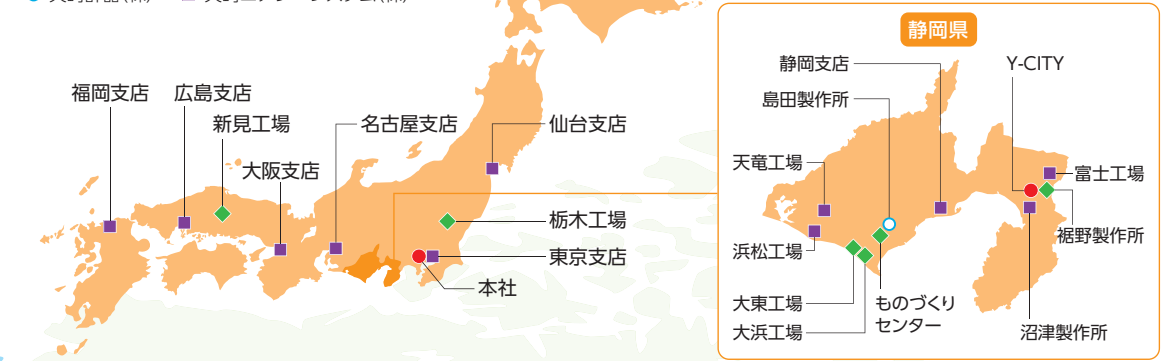 静岡県
静岡支店
Y-CITY
島田製作所
福岡支店
広島支店
新見工場
名古屋支店
仙台支店
大阪支店
天竜工場
富士工場
栃木工場
裾野製作所
浜松工場
東京支店
本社
大東工場
ものづくり
センター
大浜工場
沼津製作所